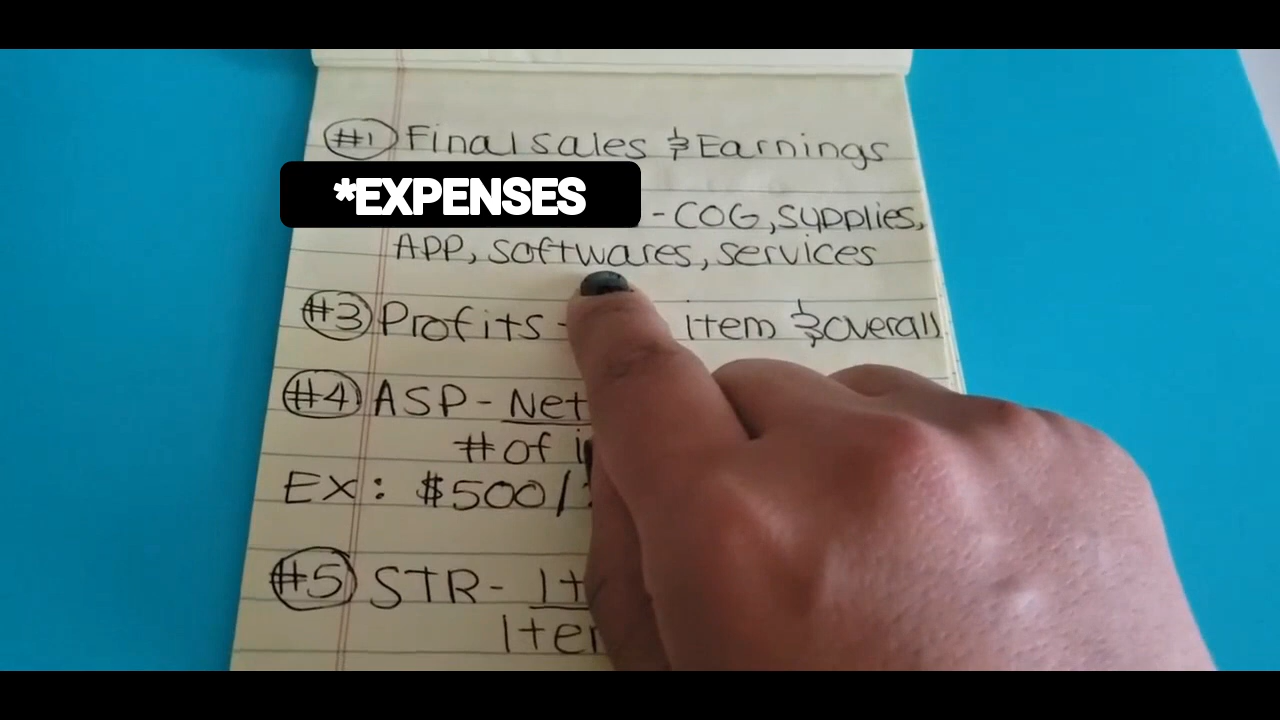 #1 Final sales & Earnings
*EXPENSES - COG, supplies,
APP, softwares, services
#3 Profits - item & overall
#4 ASP - Net
# of
Ex: $500/
#5 STR -